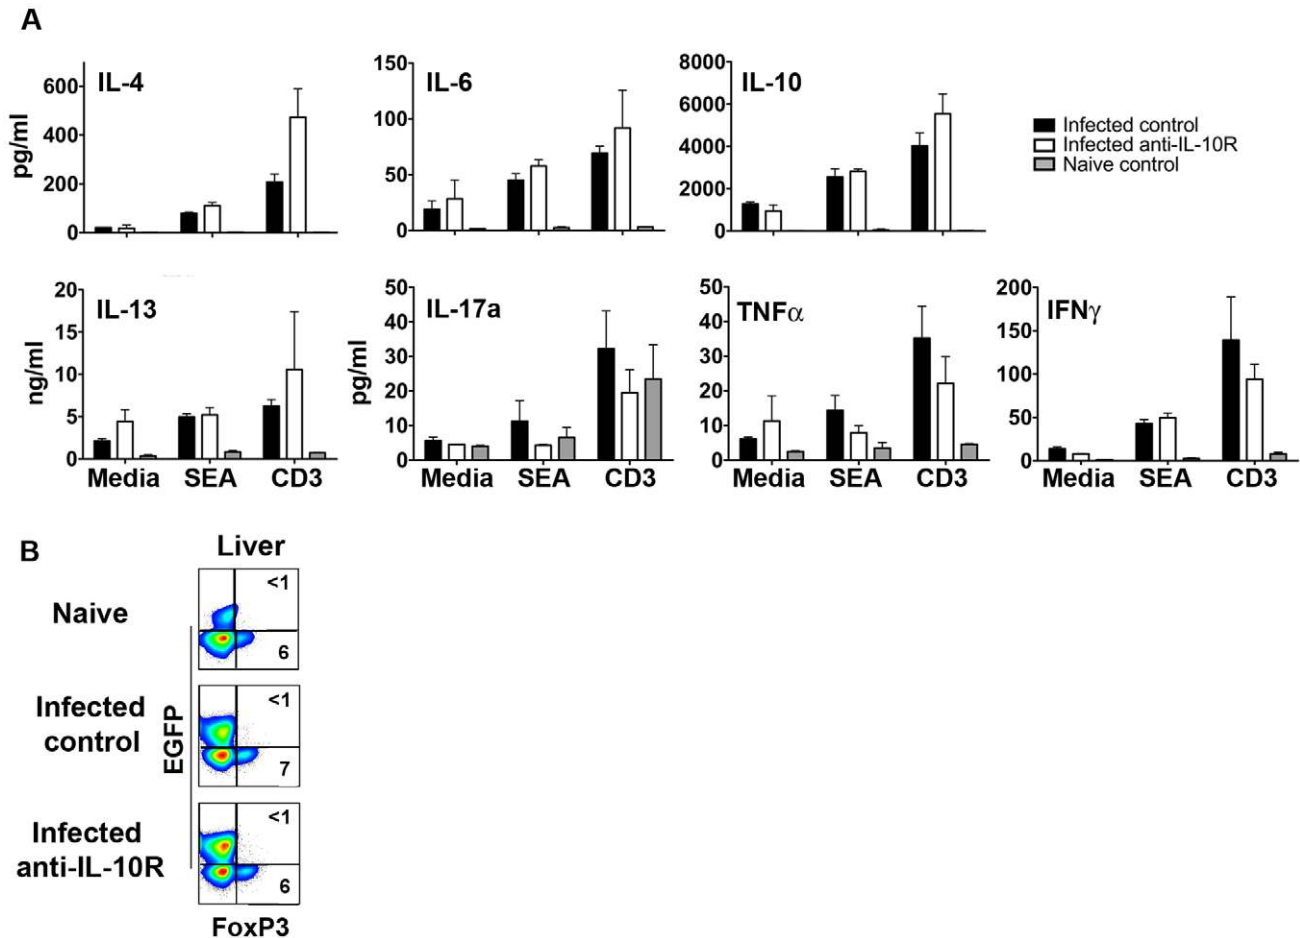 A
IL-4
pg/ml
600
400
200
0
IL-6
150
100
50
0
IL-10
8000
6000
4000
2000
0
Infected control
Infected anti-IL-10R
Naive control
IL-13
ng/ml
20
15
10
5
0
Media SEA CD3
IL-17a
pg/ml
50
40
30
20
10
0
Media SEA CD3
TNFα
50
40
30
20
10
0
Media SEA CD3
IFNγ
200
150
100
50
0
Media SEA CD3
B
Liver
Naive
<1
6
Infected
control
<1
7
Infected
anti-IL-10R
<1
6
EGFP
FoxP3